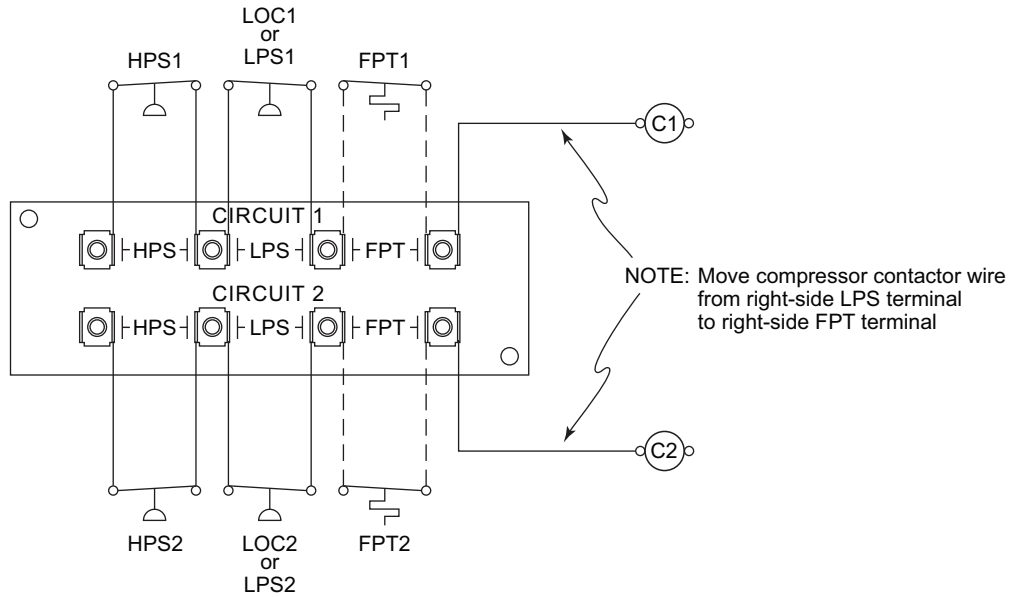 LOC1
or
LPS1
HPS1
FPT1
C1
CIRCUIT 1
HPS
LPS
FPT
CIRCUIT 2
HPS
LPS
FPT
NOTE: Move compressor contactor wire
from right-side LPS terminal
to right-side FPT terminal
C2
HPS2
LOC2
or
LPS2
FPT2